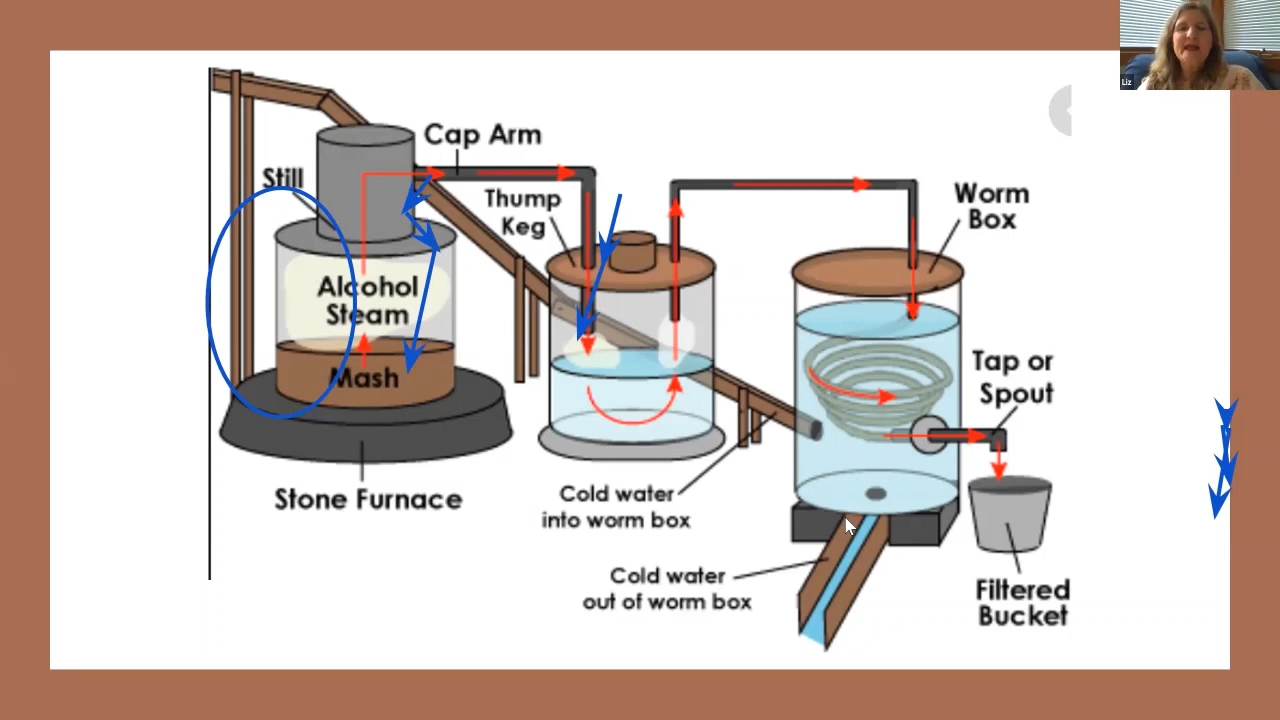 Liz
Cap Arm
Still
Thump
Keg
Worm
Box
Alcohol
Steam
Mash
Tap or
Spout
Stone Furnace
Cold water
into worm box
Cold water
out of worm box
Filtered
Bucket